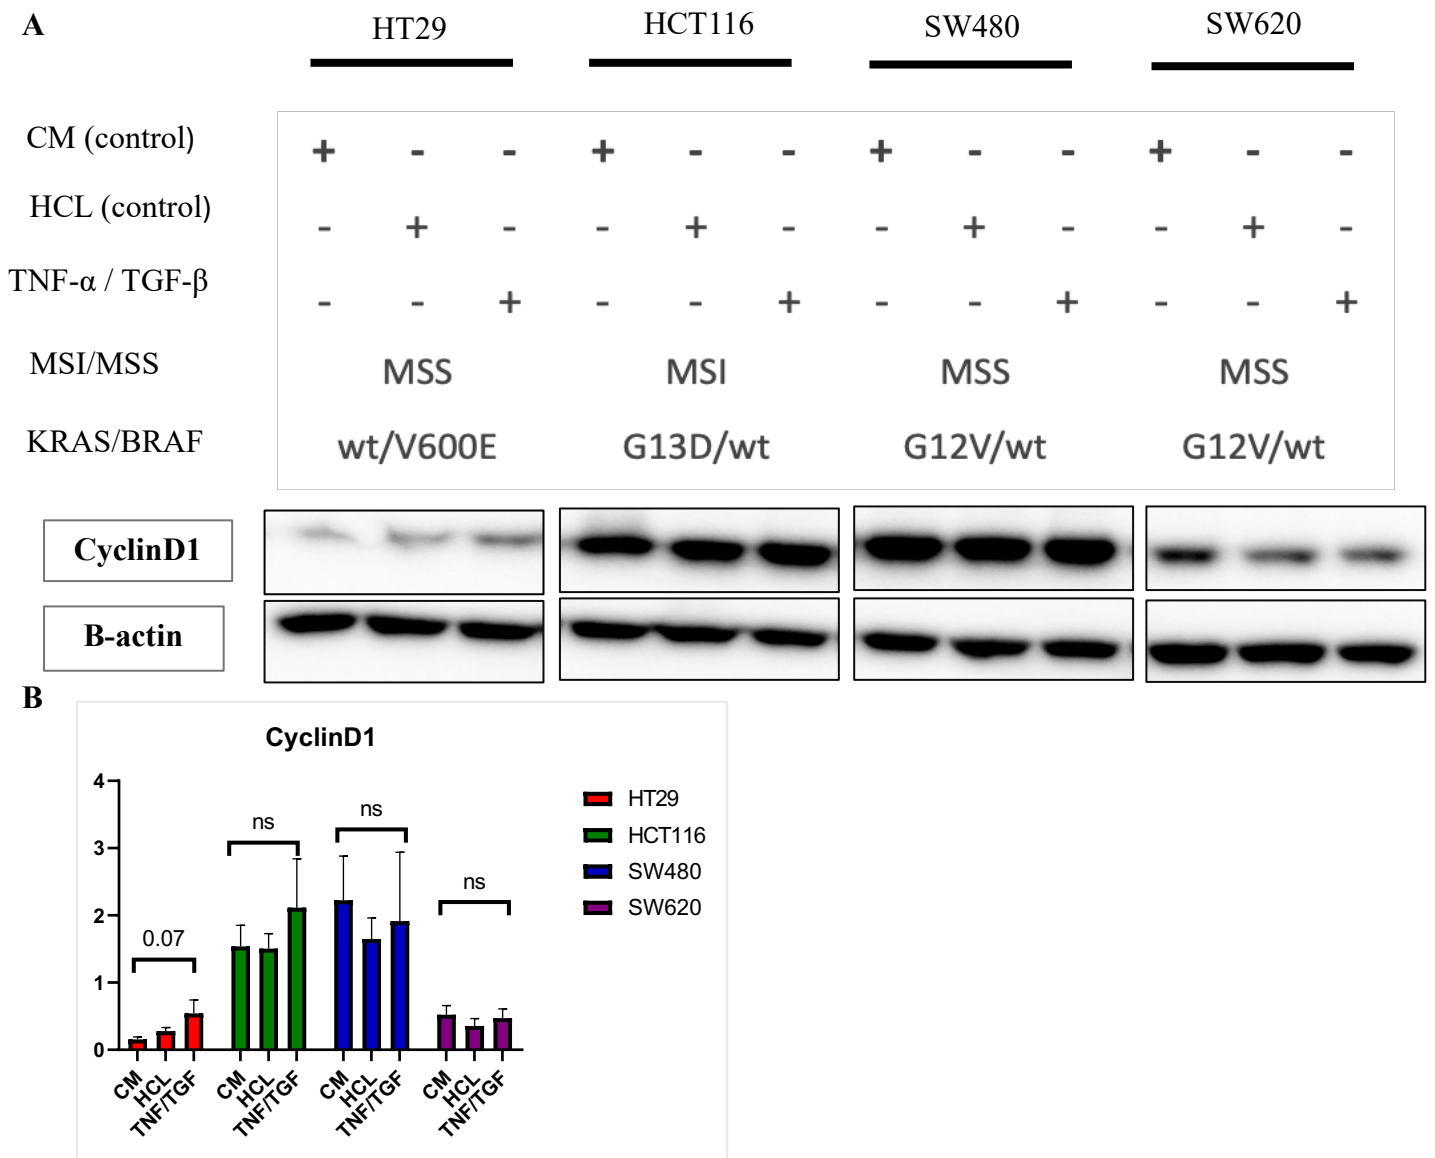 A
HT29 HCT116 SW480 SW620
CM (control) + - - + - - + - - + - -
HCL (control) - + - - + - - + - - + -
TNF-α / TGF-β - - + - - + - - + - - +
MSI/MSS MSS MSI MSS MSS
KRAS/BRAF wt/V600E G13D/wt G12V/wt G12V/wt
CyclinD1
B-actin
B
CyclinD1
4
3
2
1
0
0.07
ns
ns
ns
HT29
HCT116
SW480
SW620
CM
HCL
TNF/TGF
CM
HCL
TNF/TGF
CM
HCL
TNF/TGF
CM
HCL
TNF/TGF